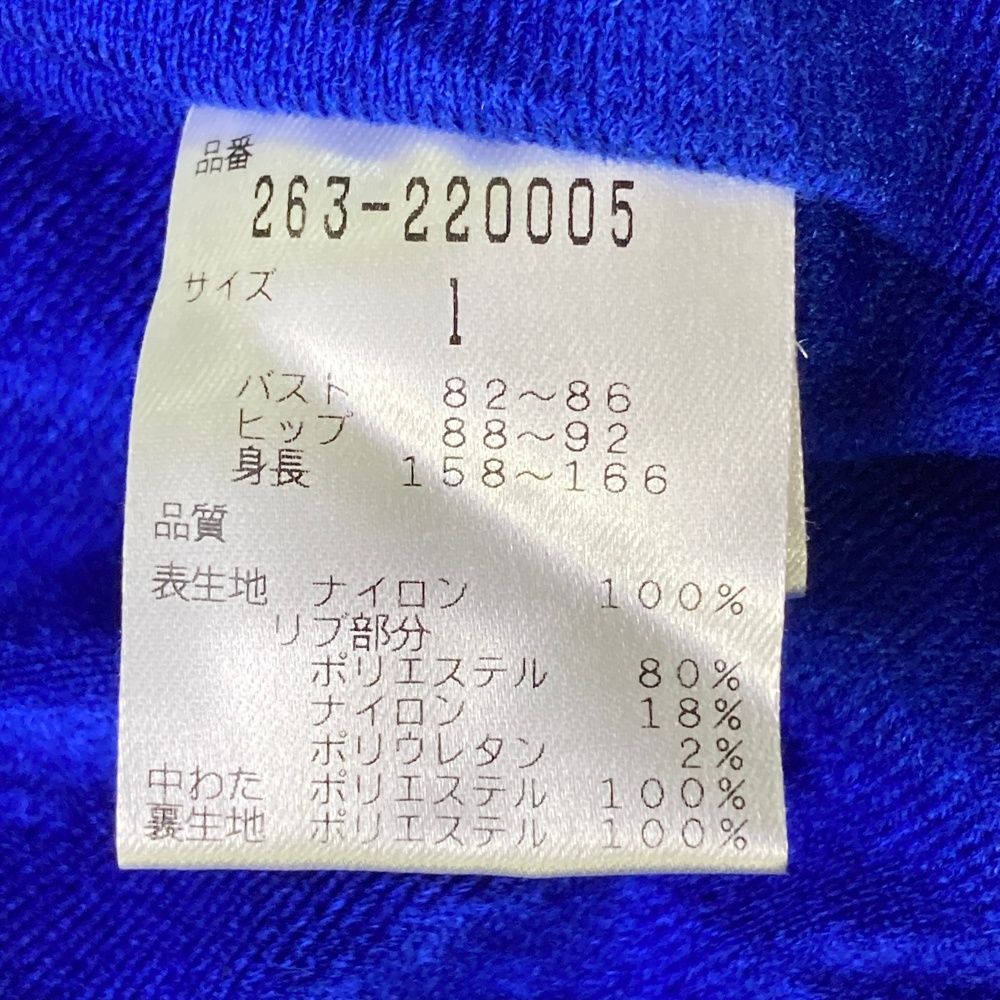 品番
263-220005
サイズ 1
バスト 82～86
ヒップ 88～92
身長 158～166
品質
表生地 ナイロン 100%
リブ部分
ポリエステル 80%
ナイロン 18%
ポリウレタン 2%
中わた ポリエステル 100%
裏生地 ポリエステル 100%